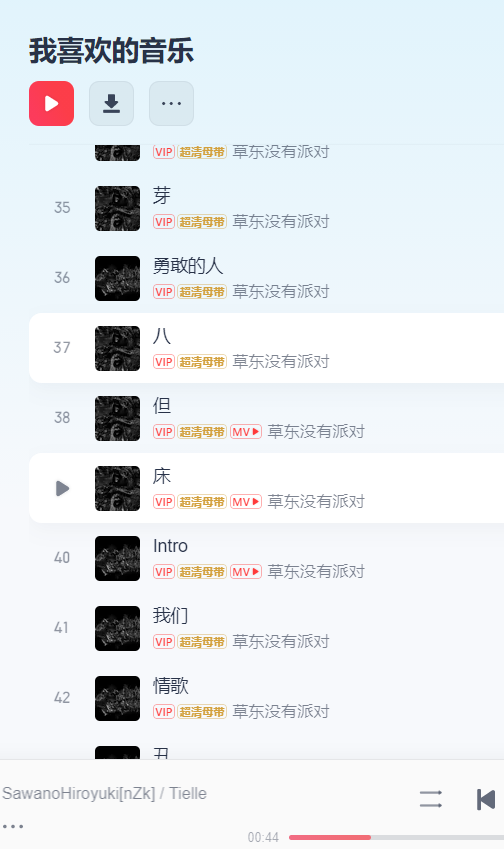 我喜欢的音乐
VIP 超清母带 草东没有派对
35
芽
VIP 超清母带 草东没有派对
36
勇敢的人
VIP 超清母带 草东没有派对
37
八
VIP 超清母带 草东没有派对
38
但
VIP 超清母带 MV 草东没有派对
床
VIP 超清母带 MV 草东没有派对
40
Intro
VIP 超清母带 MV 草东没有派对
41
我们
VIP 超清母带 草东没有派对
42
情歌
VIP 超清母带 草东没有派对
丑
SawanoHiroyuki[nZk] / Tielle
00:44